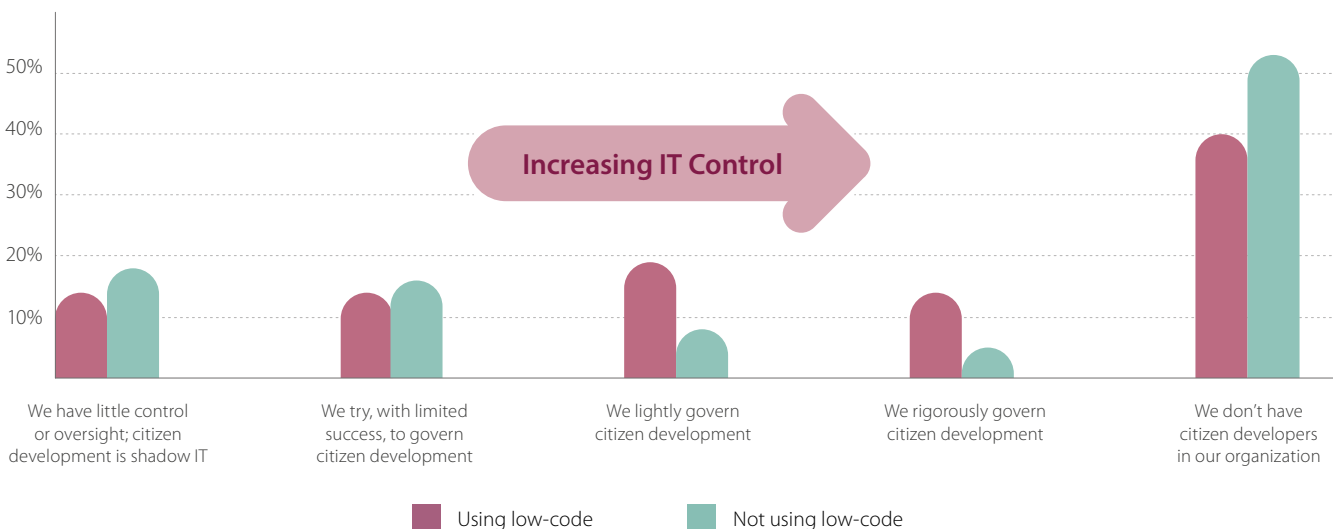 50%
40%
30%
20%
10%
Increasing IT Control
We have little control
or oversight; citizen
development is shadow IT
We try, with limited
success, to govern
citizen development
We lightly govern
citizen development
We rigorously govern
citizen development
We don’t have
citizen developers
in our organization
Using low-code
Not using low-code